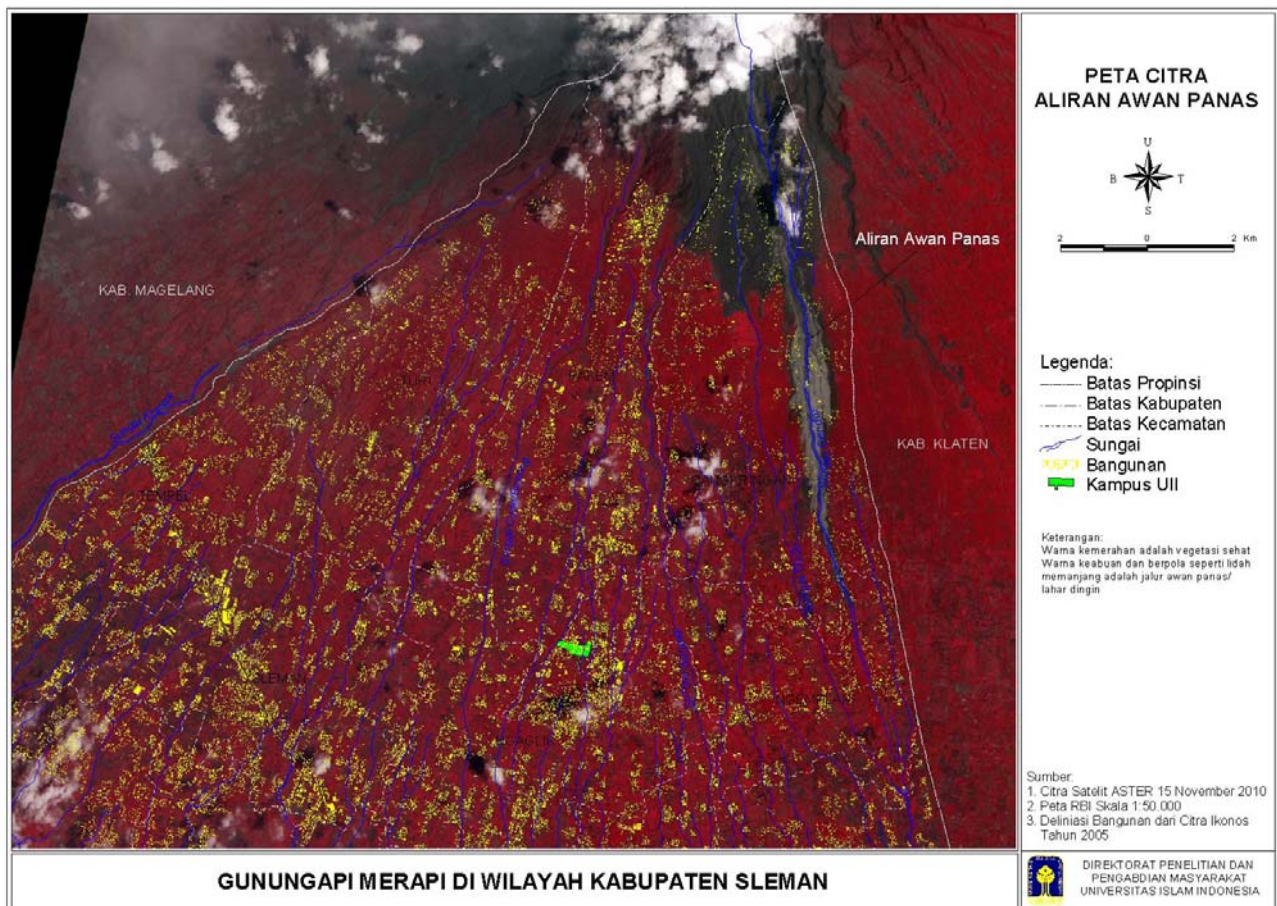 PETA CITRA
ALIRAN AWAN PANAS
U
B
T
S
2
0
2 Km
Legenda:
Batas Propinsi
Batas Kabupaten
Batas Kecamatan
Sungai
Bangunan
Kampus UII
Keterangan:
Warna kemerahan adalah vegetasi sehat
Warna keabuan dan berpola seperti lidah
memanjang adalah jalur awan panas/
lahar dingin
Sumber:
1. Citra Satelit ASTER 15 November 2010
2. Peta RBI Skala 1:50.000
3. Deliniasi Bangunan dari Citra Ikonos
Tahun 2005
DIREKTORAT PENELITIAN DAN
PENGABDIAN MASYARAKAT
UNIVERSITAS ISLAM INDONESIA
Aliran Awan Panas
KAB. MAGELANG
KAB. KLATEN
TURI
PAKEM
TEMPEL
SLEMAN
GUNUNGAPI MERAPI DI WILAYAH KABUPATEN SLEMAN